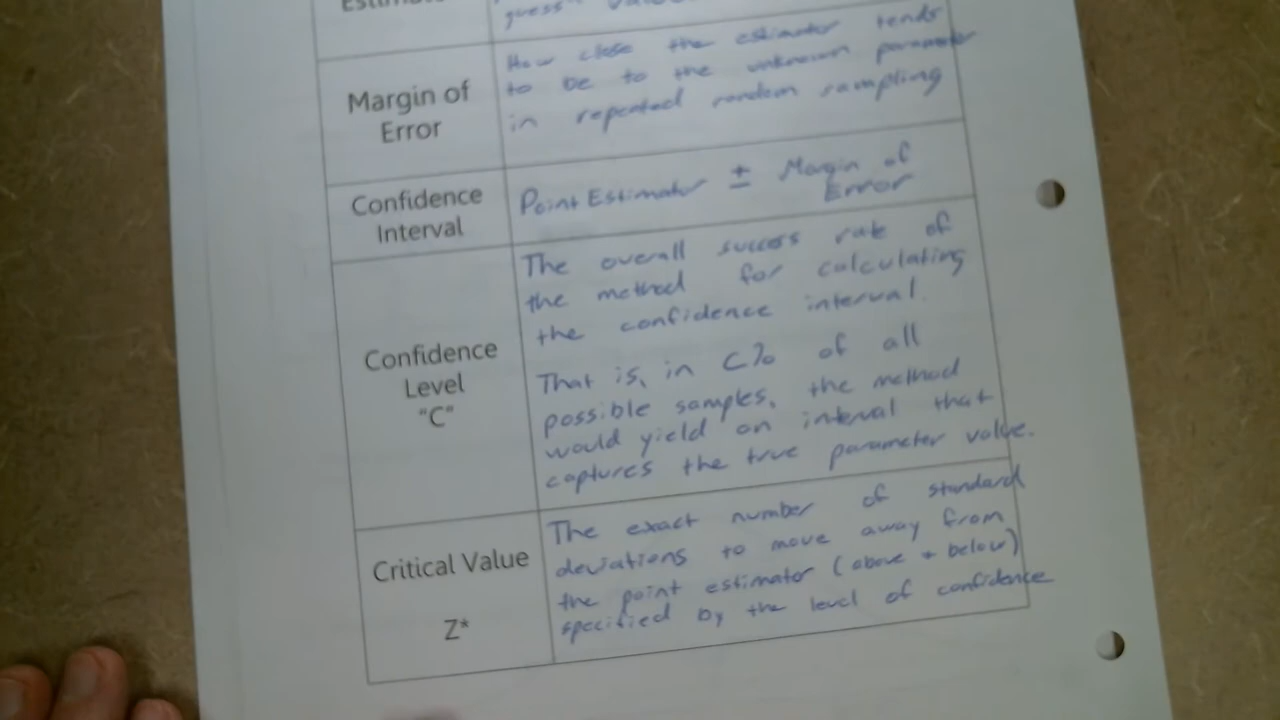 guess"
Margin of
Error
How close the estimator tends
to be to the unknown parameter
in repeated random sampling
Confidence
Interval
Point Estimator ± Margin of
Error
Confidence
Level
"C"
The overall success rate of
the method for calculating
the confidence interval.
That is, in C% of all
possible samples, the method
would yield an interval that
captures the true parameter value.
Critical Value
Z*
The exact number of standard
deviations to move away from
the point estimator (above + below)
specified by the level of confidence